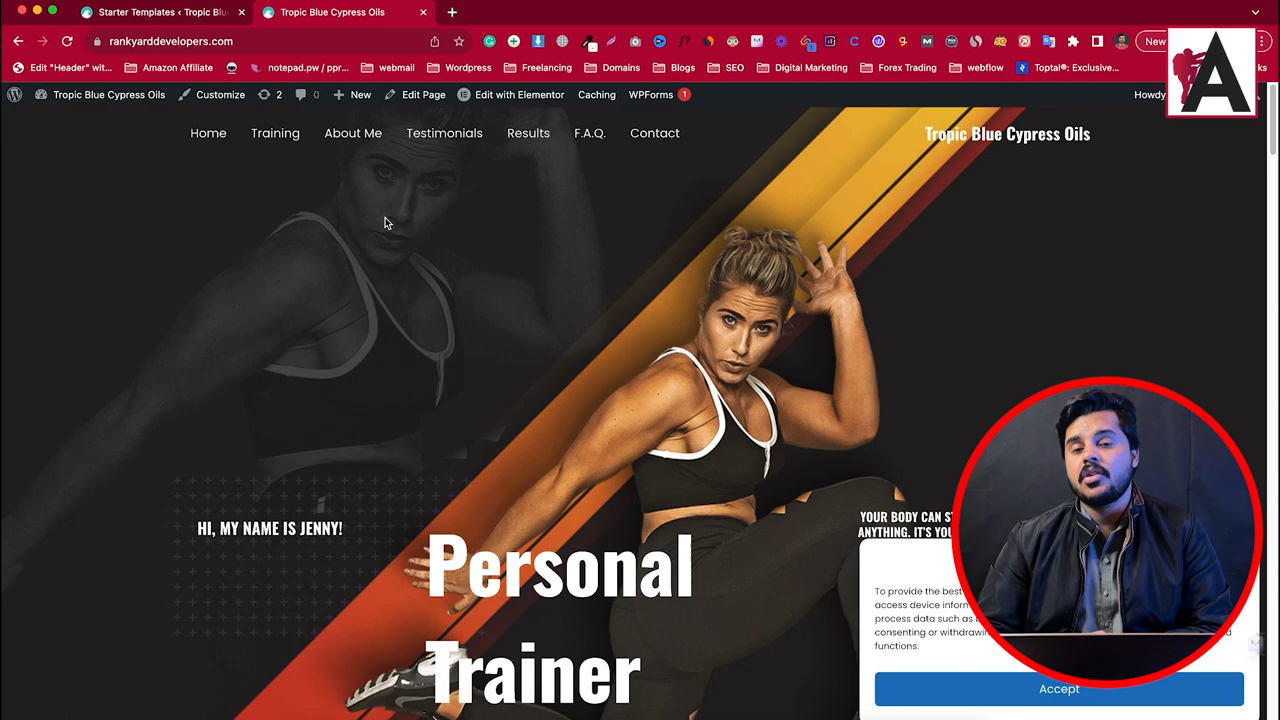 Starter Templates ‹ Tropic Blu
Tropic Blue Cypress Oils
rankyarddevelopers.com
New
Edit "Header" wit...
Amazon Affiliate
notepad.pw / ppr...
webmail
Wordpress
Freelancing
Domains
Blogs
SEO
Digital Marketing
Forex Trading
webflow
Toptal®: Exclusive...
ks
A
Tropic Blue Cypress Oils
Customize
2
0
New
Edit Page
Edit with Elementor
Caching
WPForms 1
Howdy
Home
Training
About Me
Testimonials
Results
F.A.Q.
Contact
Tropic Blue Cypress Oils
HI, MY NAME IS JENNY!
Personal
Trainer
YOUR BODY CAN ST
ANYTHING. IT'S YOU
To provide the best
access device inform
process data such as
consenting or withdrawin
functions.
Accept